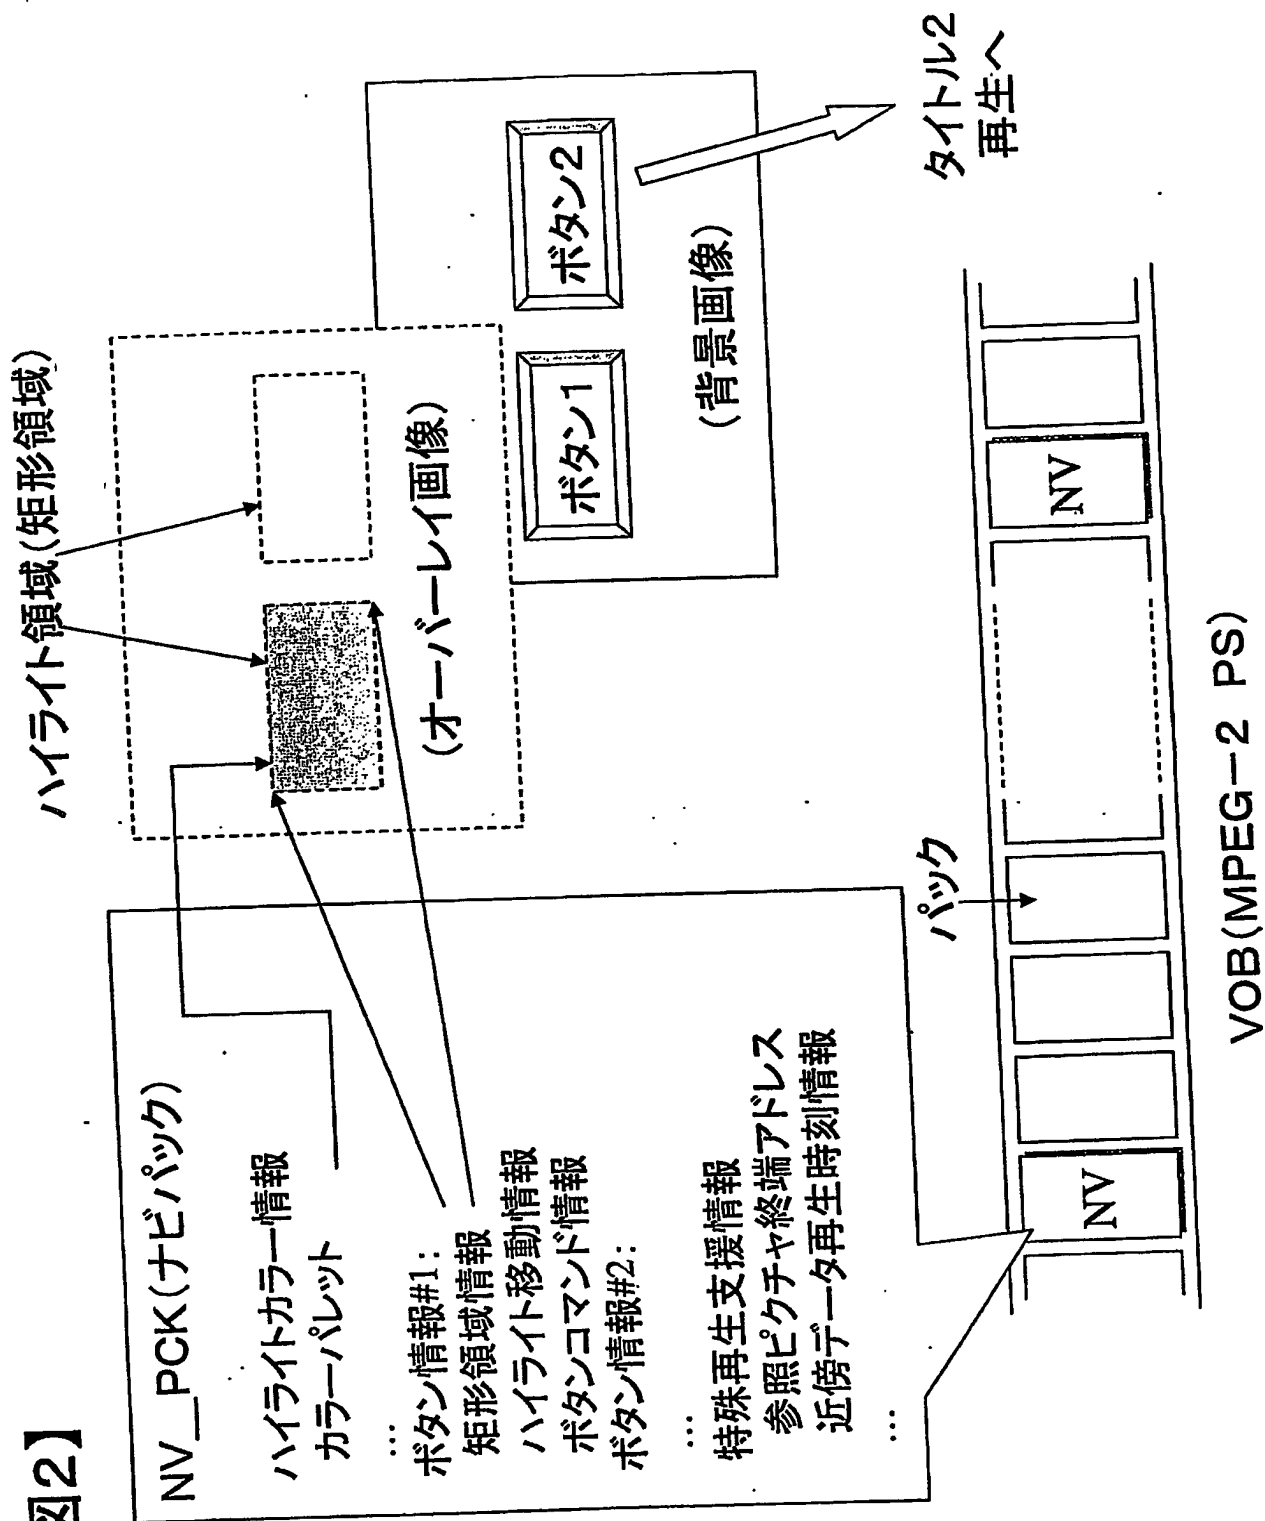 【図2】
NV_PCK(ナビパック)
ハイライトカラー情報
カラーパレット
…
ボタン情報#1:
矩形領域情報
ハイライト移動情報
ボタンコマンド情報
ボタン情報#2:
…
特殊再生支援情報
参照ピクチャ終端アドレス
近傍データ再生時刻情報
…
ハイライト領域(矩形領域)
(オーバーレイ画像)
ボタン1
ボタン2
(背景画像)
タイトル2
再生へ
パック
NV
NV
VOB(MPEG-2 PS)